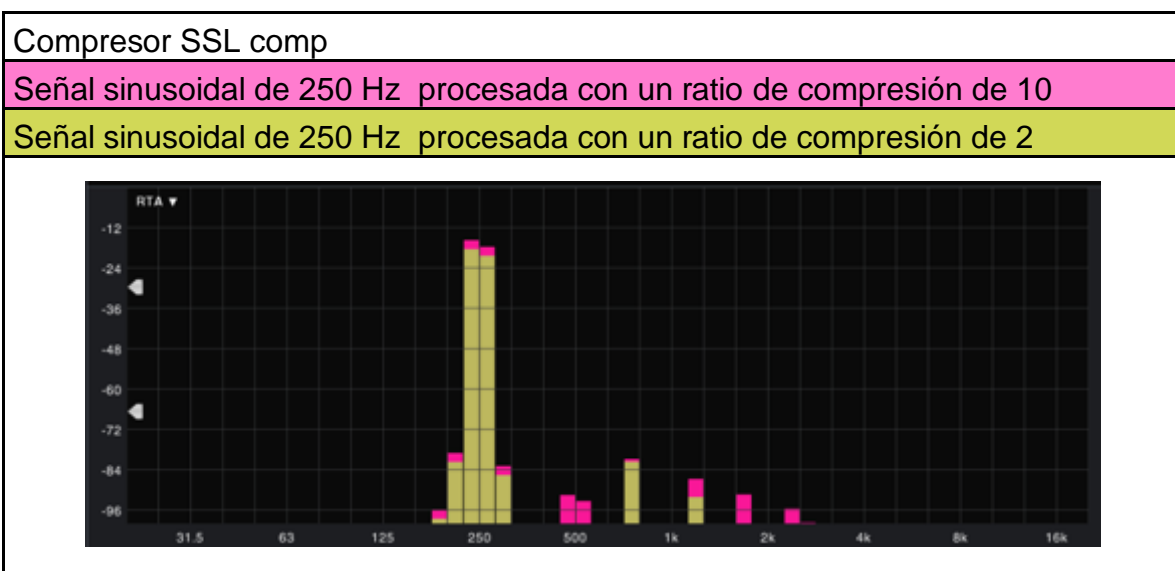 Compresor SSL comp
Señal sinusoidal de 250 Hz  procesada con un ratio de compresión de 10
Señal sinusoidal de 250 Hz  procesada con un ratio de compresión de 2
RTA ▼
-12
-24
-36
-48
-60
-72
-84
-96
31.5 63 125 250 500 1k 2k 4k 8k 16k